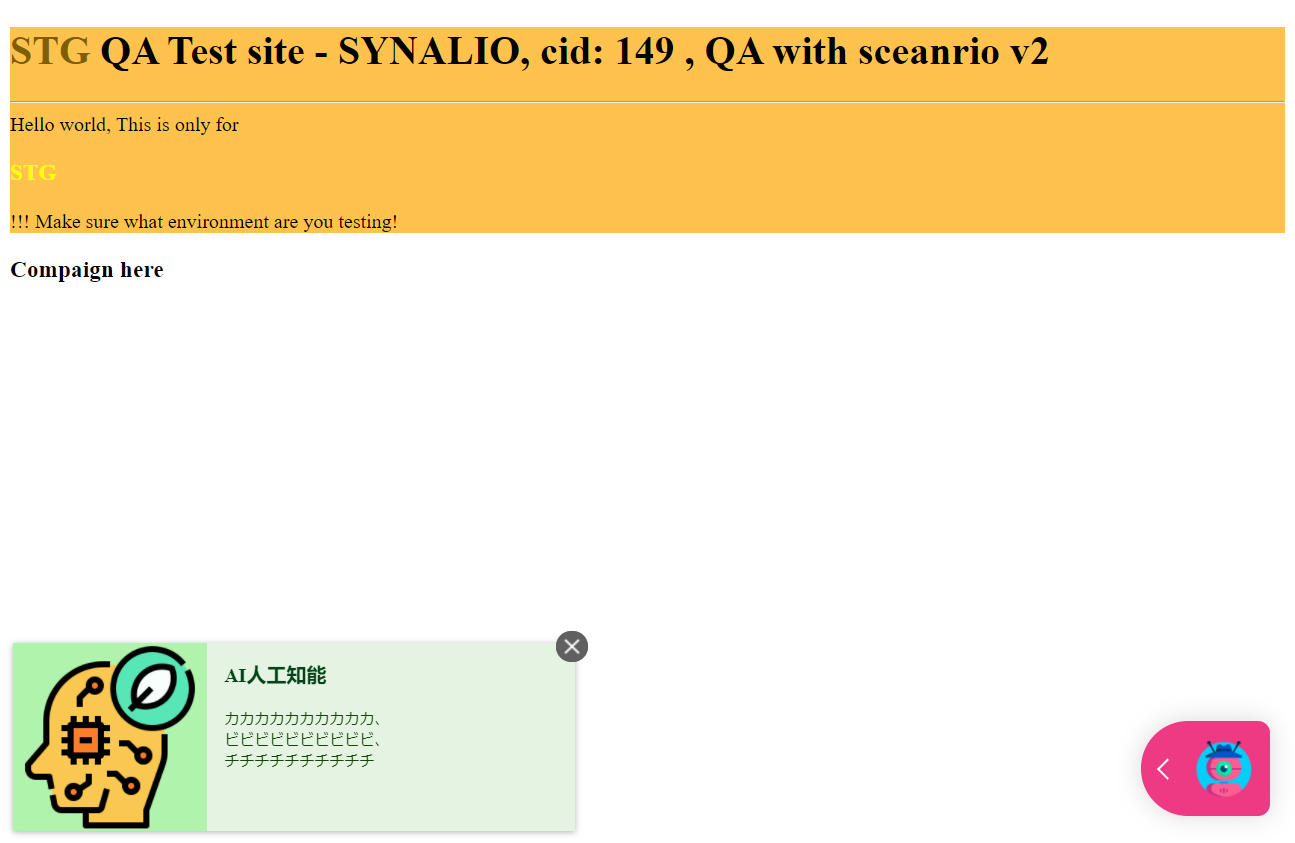 STG QA Test site - SYNALIO, cid: 149 , QA with sceanrio v2
Hello world, This is only for
STG
!!! Make sure what environment are you testing!
Compaign here
AI人工知能
カカカカカカカカカカ、
ビビビビビビビビビビ、
チチチチチチチチチチ